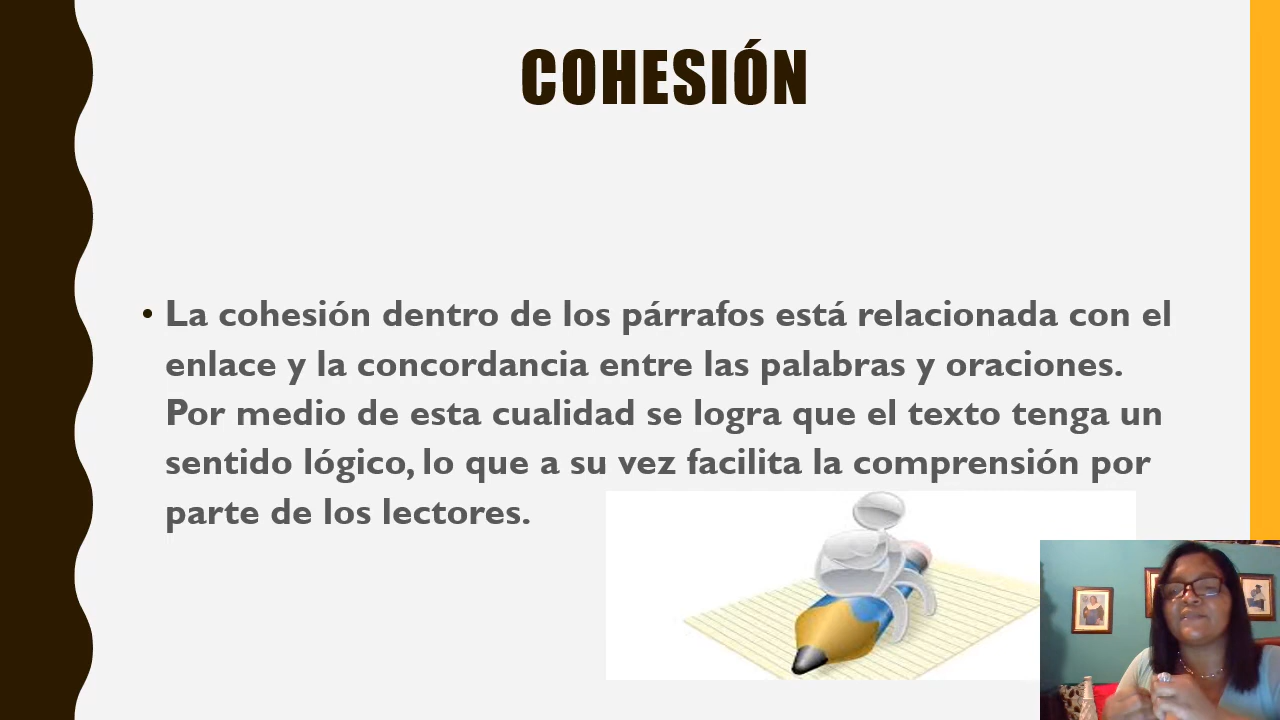 COHESIÓN
• La cohesión dentro de los párrafos está relacionada con el
enlace y la concordancia entre las palabras y oraciones.
Por medio de esta cualidad se logra que el texto tenga un
sentido lógico, lo que a su vez facilita la comprensión por
parte de los lectores.